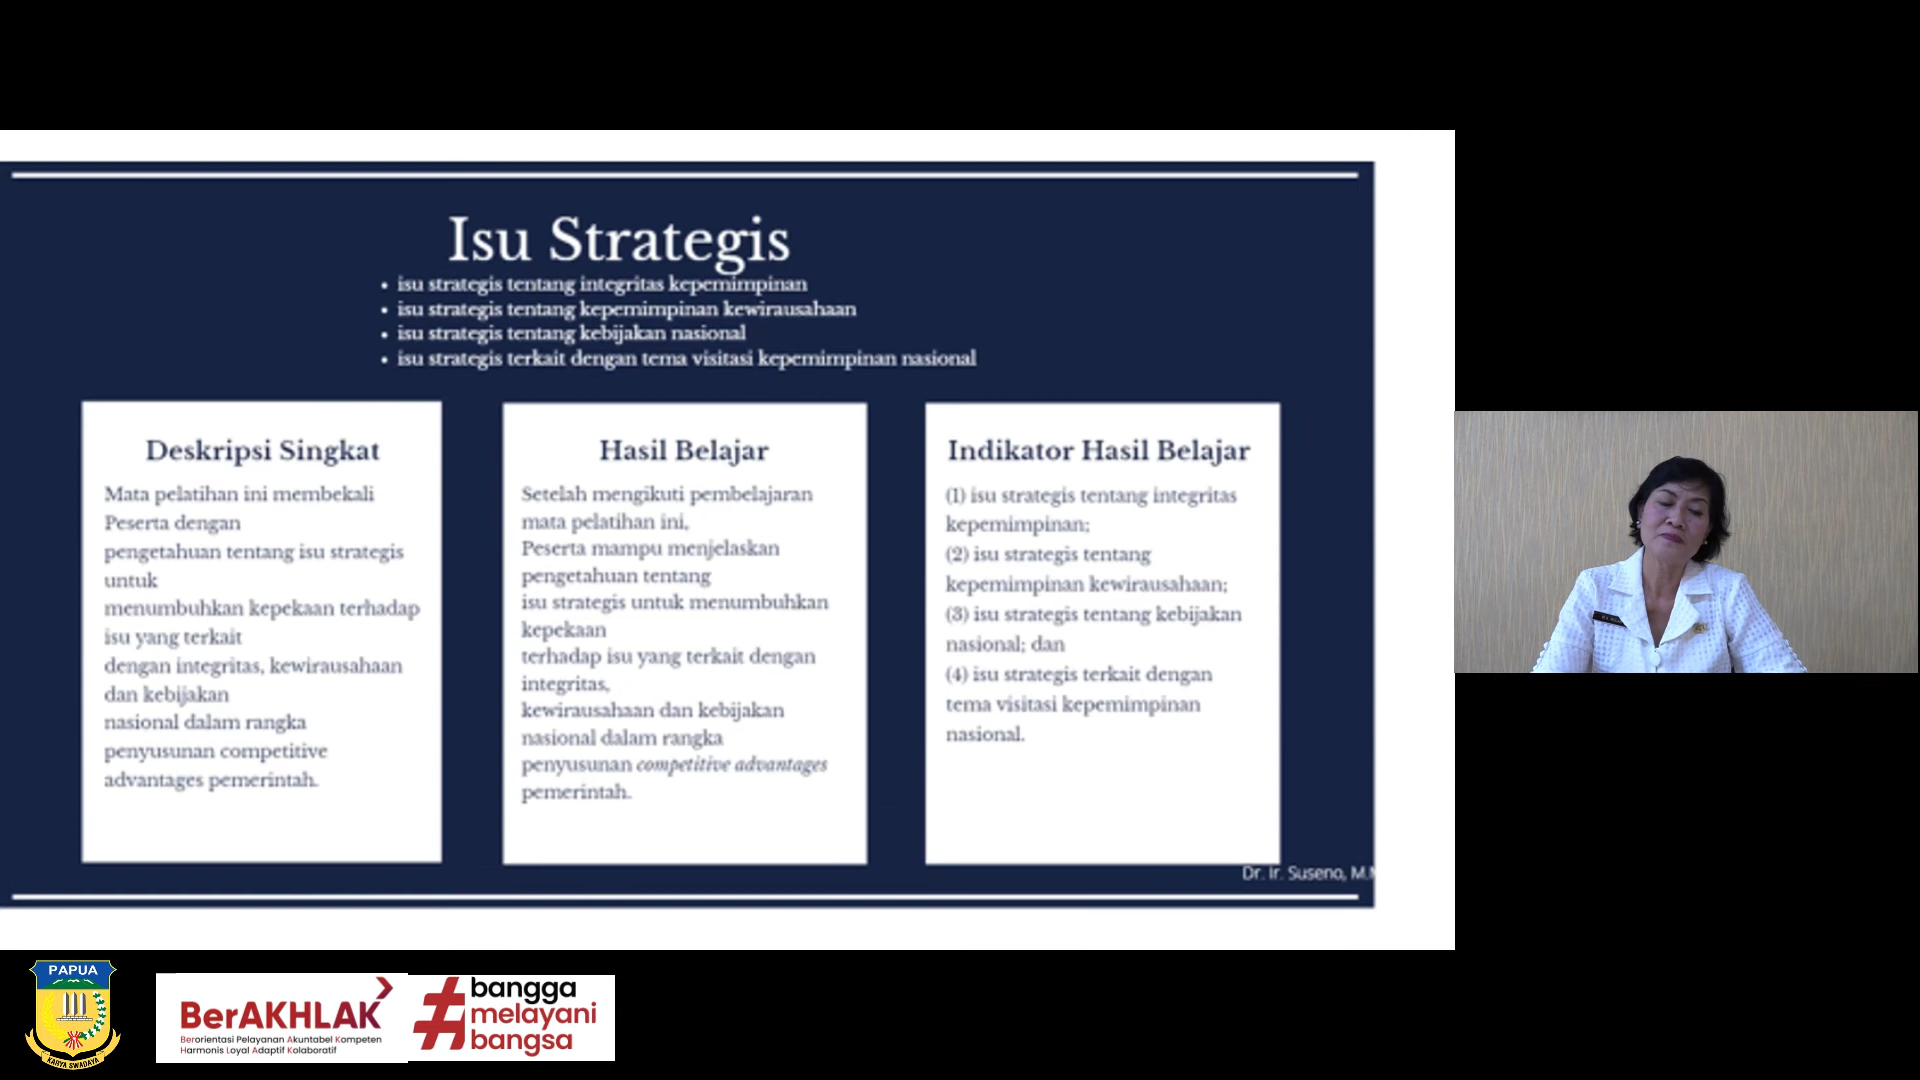 Isu Strategis
• isu strategis tentang integritas kepemimpinan
• isu strategis tentang kepemimpinan kewirausahaan
• isu strategis tentang kebijakan nasional
• isu strategis terkait dengan tema visitasi kepemimpinan nasional
Deskripsi Singkat
Mata pelatihan ini membekali
Peserta dengan
pengetahuan tentang isu strategis
untuk
menumbuhkan kepekaan terhadap
isu yang terkait
dengan integritas, kewirausahaan
dan kebijakan
nasional dalam rangka
penyusunan competitive
advantages pemerintah.
Hasil Belajar
Setelah mengikuti pembelajaran
mata pelatihan ini,
Peserta mampu menjelaskan
pengetahuan tentang
isu strategis untuk menumbuhkan
kepekaan
terhadap isu yang terkait dengan
integritas,
kewirausahaan dan kebijakan
nasional dalam rangka
penyusunan competitive advantages
pemerintah.
Indikator Hasil Belajar
(1) isu strategis tentang integritas
kepemimpinan;
(2) isu strategis tentang
kepemimpinan kewirausahaan;
(3) isu strategis tentang kebijakan
nasional; dan
(4) isu strategis terkait dengan
tema visitasi kepemimpinan
nasional.
Dr. Ir. Suseno,
PAPUA
KARYA SWADAYA
BerAKHLAK
Berorientasi Pelayanan Akuntabel Kompeten
Harmonis Loyal Adaptif Kolaboratif
#bangga
melayani
bangsa